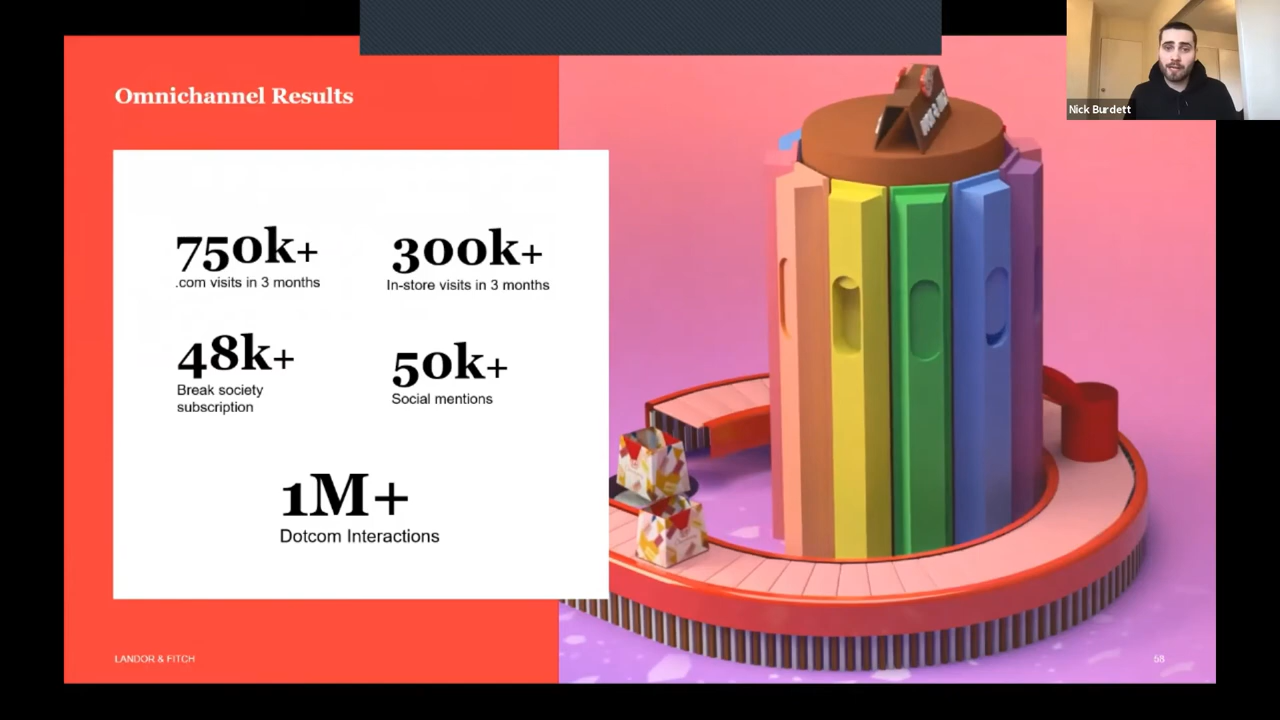 Omnichannel Results
750k+
.com visits in 3 months
300k+
In-store visits in 3 months
48k+
Break society
subscription
50k+
Social mentions
1M+
Dotcom Interactions
LANDOR & FITCH
68
Nick Burdett